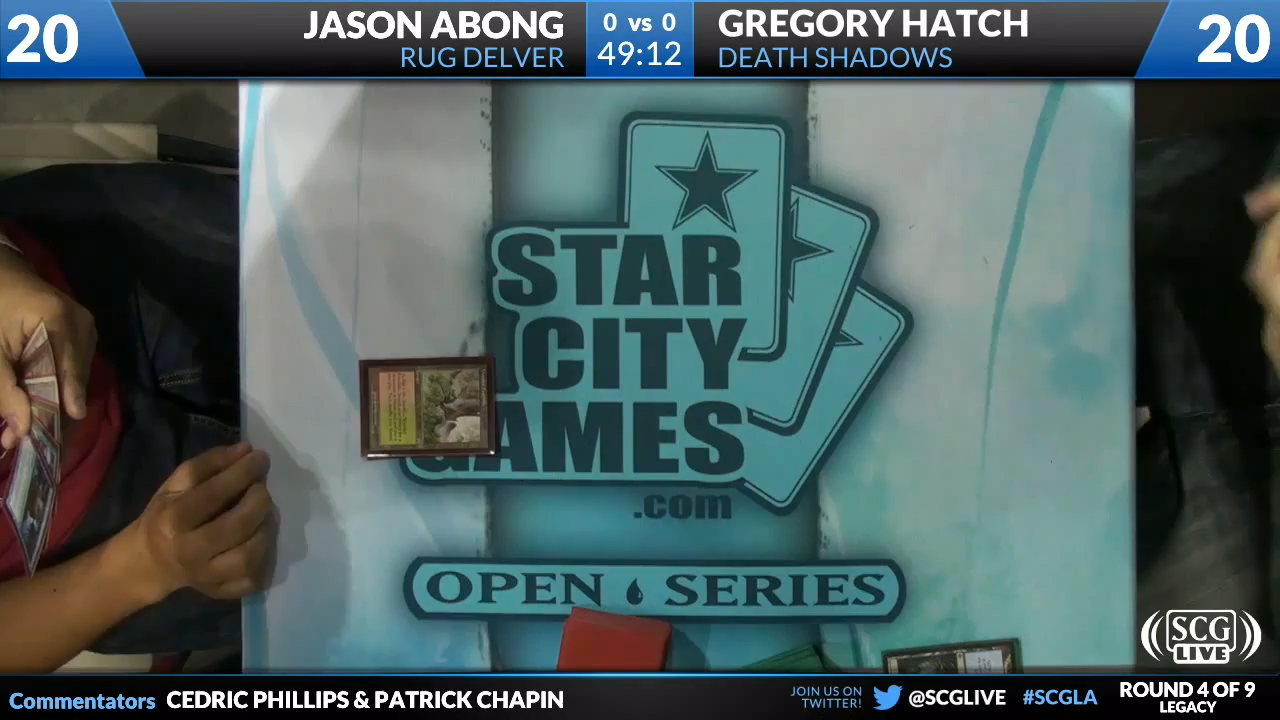 20
JASON ABONG
RUG DELVER
0 vs 0
49:12
GREGORY HATCH
DEATH SHADOWS
20
STAR
CITY
GAMES
.com
OPEN SERIES
SCG
LIVE
Commentators CEDRIC PHILLIPS & PATRICK CHAPIN
JOIN US ON
TWITTER!
@SCGLIVE
#SCGLA
ROUND 4 OF 9
LEGACY